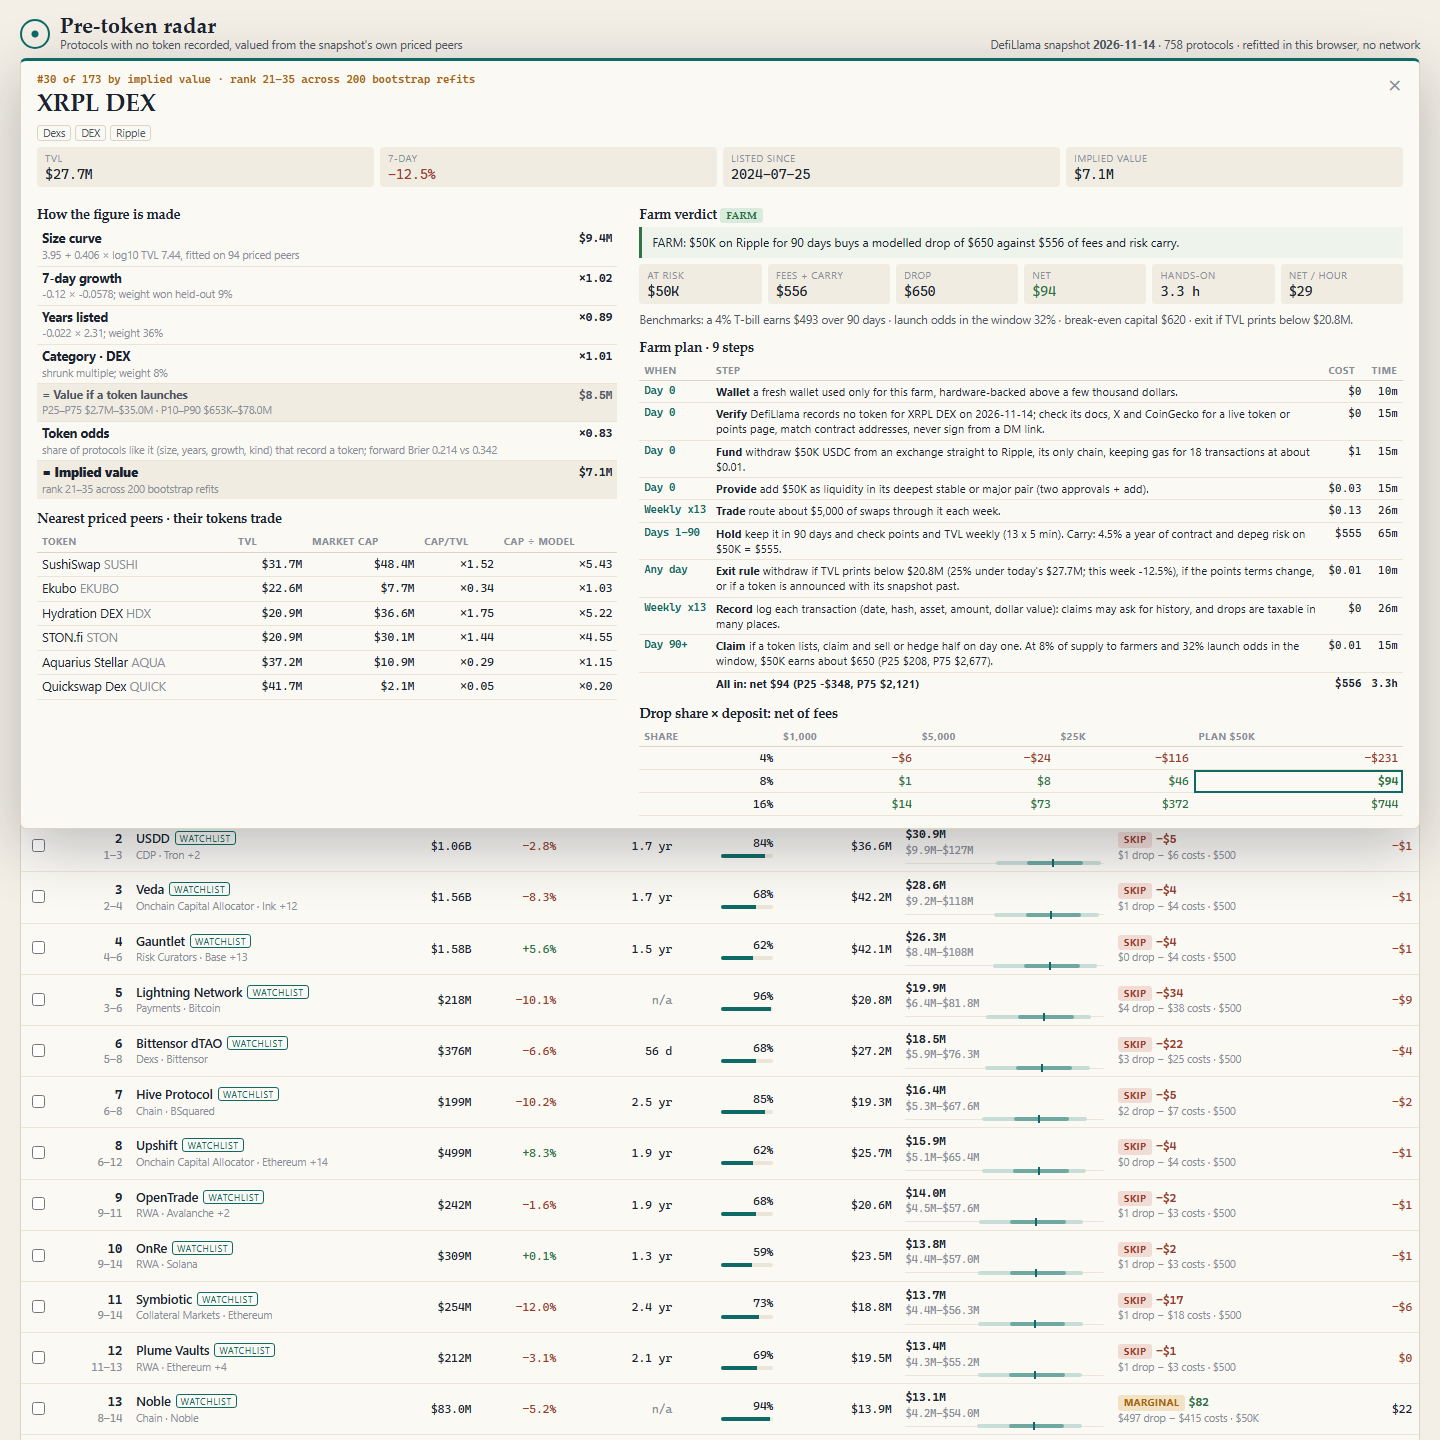 Pre-token radar
Protocols with no token recorded, valued from the snapshot's own priced peers
DefiLlama snapshot 2026-11-14 · 758 protocols · refitted in this browser, no network
#30 of 173 by implied value · rank 21–35 across 200 bootstrap refits
×
XRPL DEX
Dexs DEX Ripple
TVL
$27.7M
7-DAY
−12.5%
LISTED SINCE
2024-07-25
IMPLIED VALUE
$7.1M
How the figure is made
Size curve $9.4M
3.95 + 0.406 × log10 TVL 7.44, fitted on 94 priced peers
7-day growth ×1.02
-0.12 × -0.0578; weight won held-out 9%
Years listed ×0.89
-0.022 × 2.31; weight 36%
Category · DEX ×1.01
shrunk multiple; weight 8%
= Value if a token launches $8.5M
P25–P75 $2.7M–$35.0M · P10–P90 $653K–$78.0M
Token odds ×0.83
share of protocols like it (size, years, growth, kind) that record a token; forward Brier 0.214 vs 0.342
= Implied value $7.1M
rank 21–35 across 200 bootstrap refits
Nearest priced peers · their tokens trade
TOKEN TVL MARKET CAP CAP/TVL CAP ÷ MODEL
SushiSwap SUSHI $31.7M $48.4M ×1.52 ×5.43
Ekubo EKUBO $22.6M $7.7M ×0.34 ×1.03
Hydration DEX HDX $20.9M $36.6M ×1.75 ×5.22
STON.fi STON $20.9M $30.1M ×1.44 ×4.55
Aquarius Stellar AQUA $37.2M $10.9M ×0.29 ×1.15
Quickswap Dex QUICK $41.7M $2.1M ×0.05 ×0.20
Farm verdict FARM
FARM: $50K on Ripple for 90 days buys a modelled drop of $650 against $556 of fees and risk carry.
AT RISK
$50K
FEES + CARRY
$556
DROP
$650
NET
$94
HANDS-ON
3.3 h
NET / HOUR
$29
Benchmarks: a 4% T-bill earns $493 over 90 days · launch odds in the window 32% · break-even capital $620 · exit if TVL prints below $20.8M.
Farm plan · 9 steps
WHEN STEP COST TIME
Day 0 Wallet a fresh wallet used only for this farm, hardware-backed above a few thousand dollars. $0 10m
Day 0 Verify DefiLlama records no token for XRPL DEX on 2026-11-14; check its docs, X and CoinGecko for a live token or $0 15m
points page, match contract addresses, never sign from a DM link.
Day 0 Fund withdraw $50K USDC from an exchange straight to Ripple, its only chain, keeping gas for 18 transactions at about $1 15m
$0.01.
Day 0 Provide add $50K as liquidity in its deepest stable or major pair (two approvals + add). $0.03 15m
Weekly x13 Trade route about $5,000 of swaps through it each week. $0.13 26m
Days 1–90 Hold keep it in 90 days and check points and TVL weekly (13 x 5 min). Carry: 4.5% a year of contract and depeg risk on $555 65m
$50K = $555.
Any day Exit rule withdraw if TVL prints below $20.8M (25% under today's $27.7M; this week -12.5%), if the points terms change, $0.01 10m
or if a token is announced with its snapshot past.
Weekly x13 Record log each transaction (date, hash, asset, amount, dollar value): claims may ask for history, and drops are taxable in $0 26m
many places.
Day 90+ Claim if a token lists, claim and sell or hedge half on day one. At 8% of supply to farmers and 32% launch odds in the $0.01 15m
window, $50K earns about $650 (P25 $208, P75 $2,677).
All in: net $94 (P25 -$348, P75 $2,121) $556 3.3h
Drop share × deposit: net of fees
SHARE $1,000 $5,000 $25K PLAN $50K
4% −$6 −$24 −$116 −$231
8% $1 $8 $46 $94
16% $14 $73 $372 $744
2 USDD WATCHLIST $1.06B −2.8% 1.7 yr 84% $36.6M $30.9M SKIP −$5 −$1
1–3 CDP · Tron +2 $9.9M–$127M $1 drop − $6 costs · $500
3 Veda WATCHLIST $1.56B −8.3% 1.7 yr 68% $42.2M $28.6M SKIP −$4 −$1
2–4 Onchain Capital Allocator · Ink +12 $9.2M–$118M $1 drop − $4 costs · $500
4 Gauntlet WATCHLIST $1.58B +5.6% 1.5 yr 62% $42.1M $26.3M SKIP −$4 −$1
4–6 Risk Curators · Base +13 $8.4M–$108M $0 drop − $4 costs · $500
5 Lightning Network WATCHLIST $218M −10.1% n/a 96% $20.8M $19.9M SKIP −$34 −$9
3–6 Payments · Bitcoin $6.4M–$81.8M $4 drop − $38 costs · $500
6 Bittensor dTAO WATCHLIST $376M −6.6% 56 d 68% $27.2M $18.5M SKIP −$22 −$4
5–8 Dexs · Bittensor $5.9M–$76.3M $3 drop − $25 costs · $500
7 Hive Protocol WATCHLIST $199M −10.2% 2.5 yr 85% $19.3M $16.4M SKIP −$5 −$2
6–8 Chain · BSquared $5.3M–$67.6M $2 drop − $7 costs · $500
8 Upshift WATCHLIST $499M +8.3% 1.9 yr 62% $25.7M $15.9M SKIP −$4 −$1
6–12 Onchain Capital Allocator · Ethereum +14 $5.1M–$65.4M $0 drop − $4 costs · $500
9 OpenTrade WATCHLIST $242M −1.6% 1.9 yr 68% $20.6M $14.0M SKIP −$2 −$1
9–11 RWA · Avalanche +2 $4.5M–$57.6M $1 drop − $3 costs · $500
10 OnRe WATCHLIST $309M +0.1% 1.3 yr 59% $23.5M $13.8M SKIP −$2 −$1
9–14 RWA · Solana $4.4M–$57.0M $1 drop − $3 costs · $500
11 Symbiotic WATCHLIST $254M −12.0% 2.4 yr 73% $18.8M $13.7M SKIP −$17 −$6
9–14 Collateral Markets · Ethereum $4.4M–$56.3M $1 drop − $18 costs · $500
12 Plume Vaults WATCHLIST $212M −3.1% 2.1 yr 69% $19.5M $13.4M SKIP −$1 $0
11–13 RWA · Ethereum +4 $4.3M–$55.2M $1 drop − $3 costs · $500
13 Noble WATCHLIST $83.0M −5.2% n/a 94% $13.9M $13.1M MARGINAL $82 $22
8–14 Chain · Noble $4.2M–$54.0M $497 drop − $415 costs · $50K